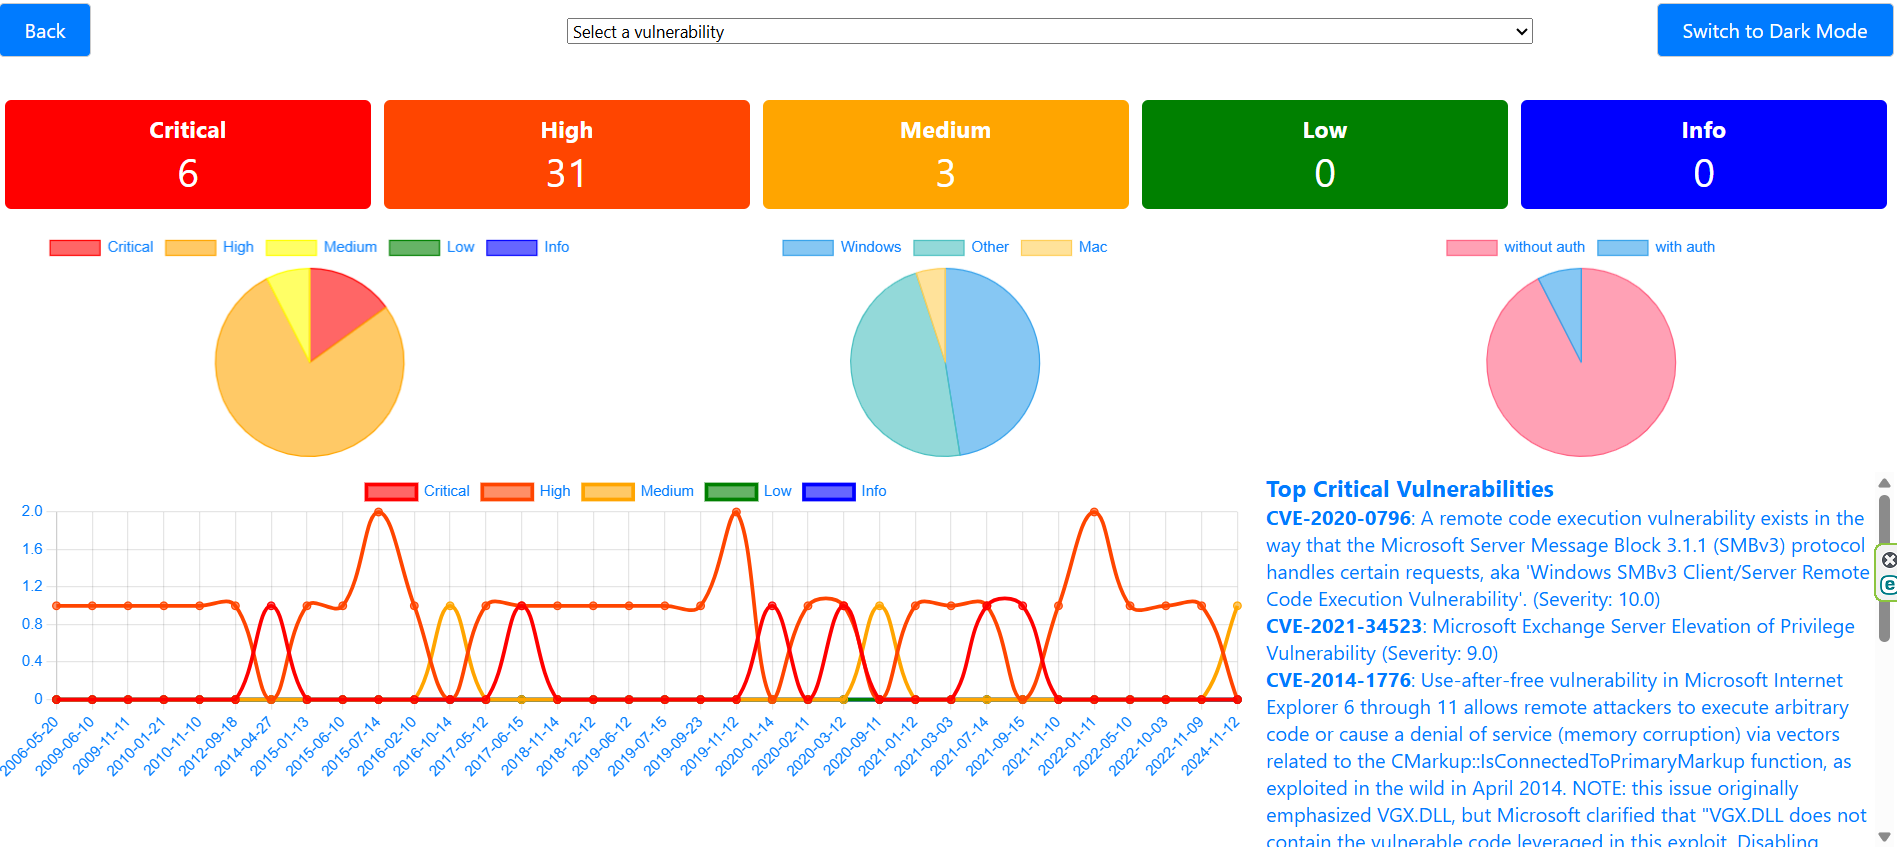 Back
Select a vulnerability
Switch to Dark Mode
Critical
6
High
31
Medium
3
Low
0
Info
0
Critical High Medium Low Info
Windows Other Mac
without auth with auth
Critical High Medium Low Info
2.0
1.6
1.2
0.8
0.4
0
2006-05-20
2009-06-10
2009-11-11
2010-01-21
2010-11-10
2012-09-18
2014-04-27
2015-01-13
2015-06-10
2015-07-14
2016-02-10
2016-10-14
2017-05-12
2017-06-15
2018-11-14
2018-12-12
2019-06-12
2019-07-15
2019-09-23
2019-11-12
2020-01-14
2020-02-11
2020-03-12
2020-09-11
2021-01-12
2021-03-03
2021-07-14
2021-09-15
2021-11-10
2022-01-11
2022-05-10
2022-10-03
2022-11-09
2024-11-12
Top Critical Vulnerabilities
CVE-2020-0796: A remote code execution vulnerability exists in the
way that the Microsoft Server Message Block 3.1.1 (SMBv3) protocol
handles certain requests, aka 'Windows SMBv3 Client/Server Remote
Code Execution Vulnerability'. (Severity: 10.0)
CVE-2021-34523: Microsoft Exchange Server Elevation of Privilege
Vulnerability (Severity: 9.0)
CVE-2014-1776: Use-after-free vulnerability in Microsoft Internet
Explorer 6 through 11 allows remote attackers to execute arbitrary
code or cause a denial of service (memory corruption) via vectors
related to the CMarkup::IsConnectedToPrimaryMarkup function, as
exploited in the wild in April 2014. NOTE: this issue originally
emphasized VGX.DLL, but Microsoft clarified that "VGX.DLL does not
contain the vulnerable code leveraged in this exploit. Disabling